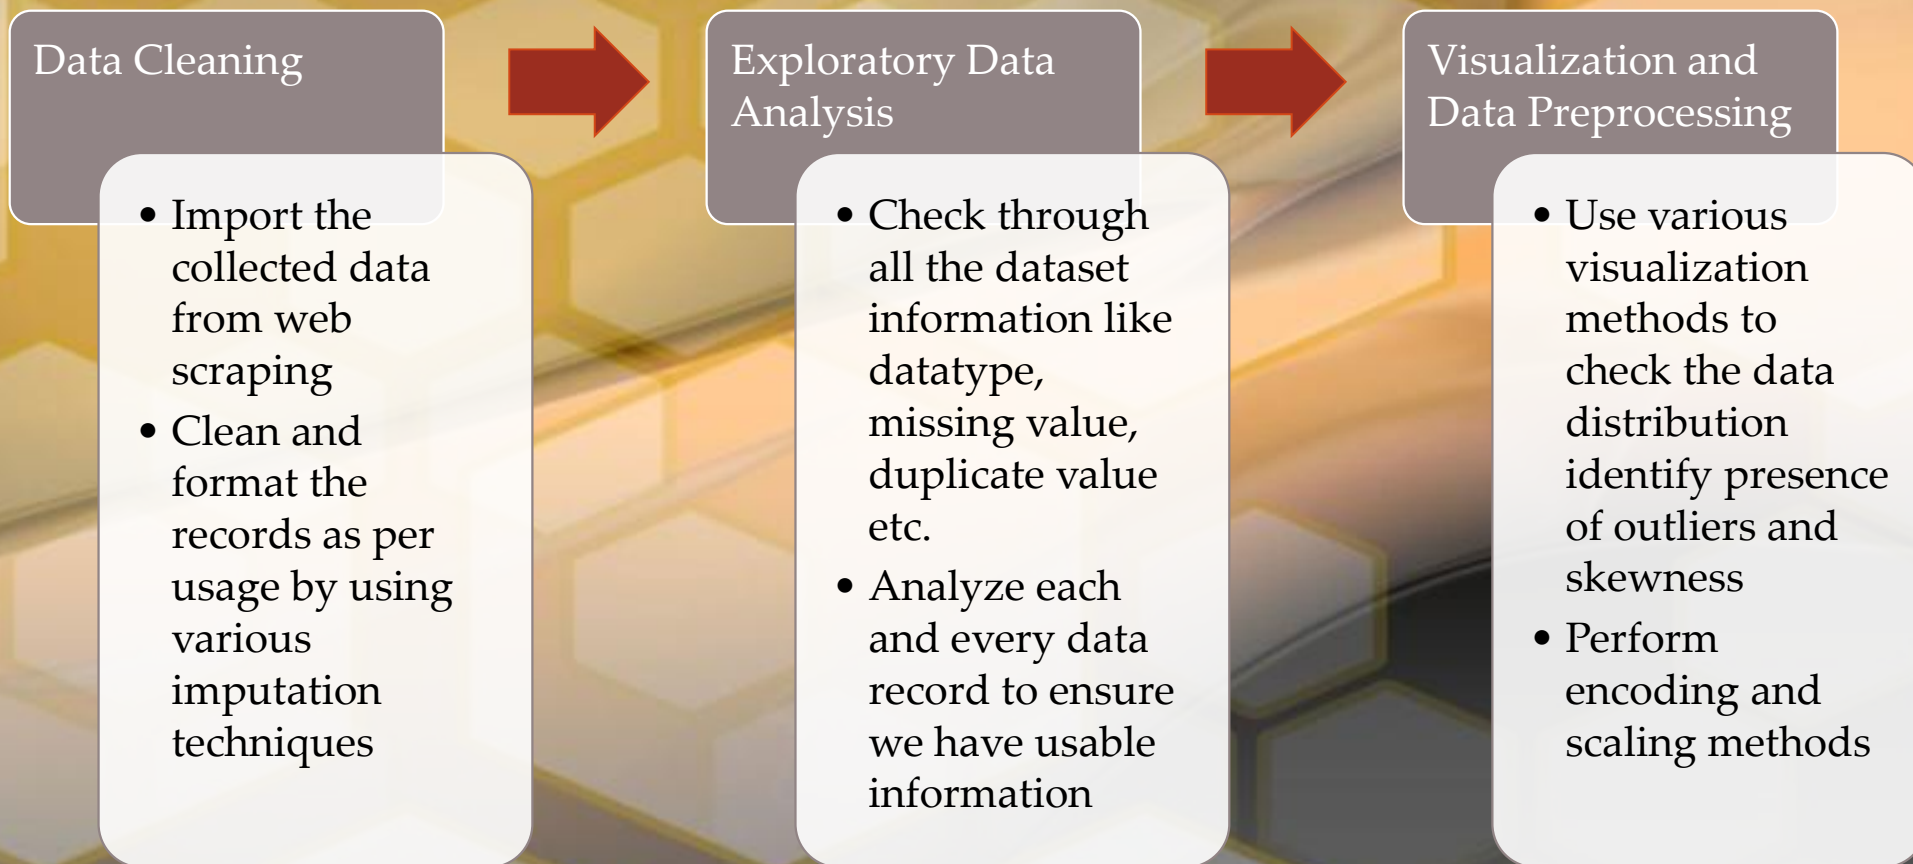 Data Cleaning
• Import the
collected data
from web
scraping
• Clean and
format the
records as per
usage by using
various
imputation
techniques
Exploratory Data
Analysis
• Check through
all the dataset
information like
datatype,
missing value,
duplicate value
etc.
• Analyze each
and every data
record to ensure
we have usable
information
Visualization and
Data Preprocessing
• Use various
visualization
methods to
check the data
distribution
identify presence
of outliers and
skewness
• Perform
encoding and
scaling methods